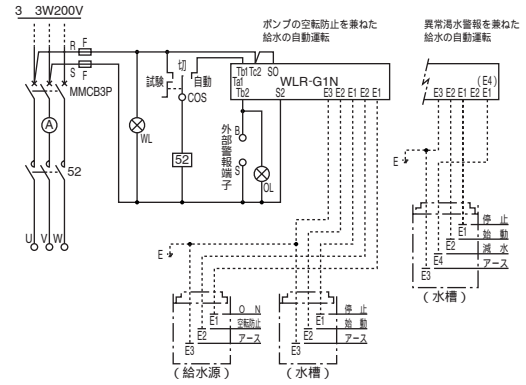 3 3W200V
ポンプの空転防止を兼ねた
給水の自動運転
異常渇水警報を兼ねた
給水の自動運転
R F
S F
MMCB3P
A
52
U V W
WL
切
試験 自動
COS
52
Tb1 Tc2 SO
Ta1 WLR-G1N
Tb2 S2 E3 E2 E1 E2 E1
外部警報端子
B
S
OL
(E4)
E3 E2 E1 E1
E
E1 停止
E2 始動
E4 減水
E3 アース
(水槽)
E
E1 ON
E2 空転防止
E3 アース
(給水源)
E1 停止
E2 始動
E3 アース
(水槽)